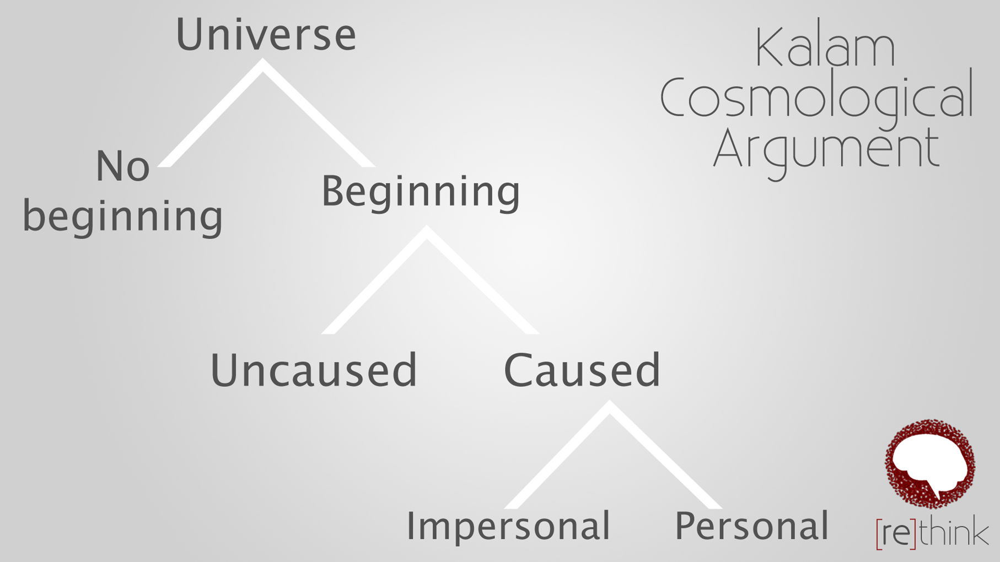 Universe
Kalam
Cosmological
Argument
No
beginning
Beginning
Uncaused
Caused
Impersonal
Personal
[re]think